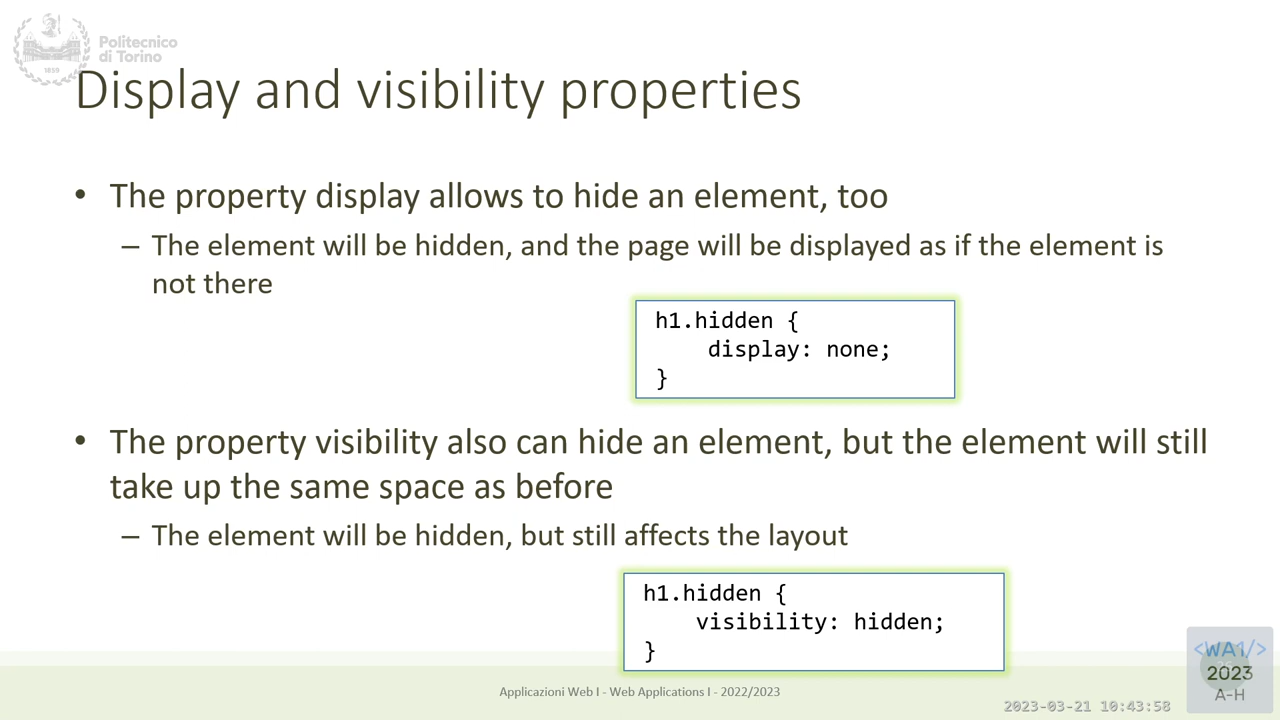 Politecnico
di Torino
1859
Display and visibility properties
• The property display allows to hide an element, too
– The element will be hidden, and the page will be displayed as if the element is
not there
h1.hidden {
display: none;
}
• The property visibility also can hide an element, but the element will still
take up the same space as before
– The element will be hidden, but still affects the layout
h1.hidden {
visibility: hidden;
}
Applicazioni Web I - Web Applications I - 2022/2023
<WA1/>
2023
A-H
2023-03-21 10:43:58